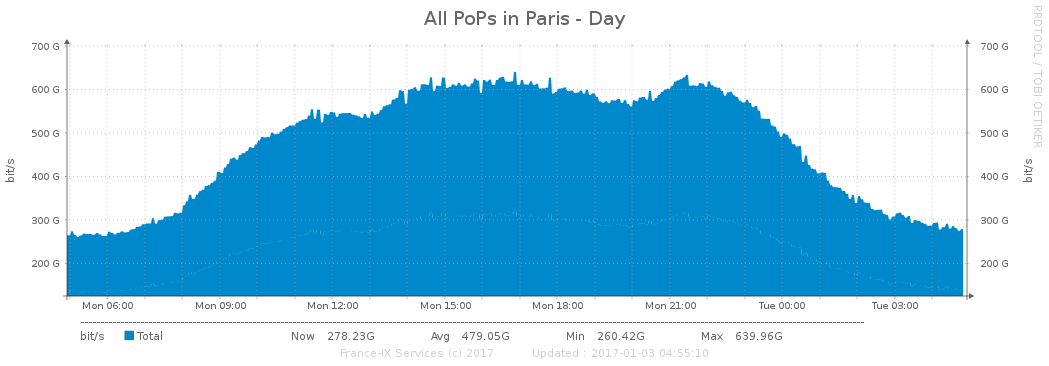 All PoPs in Paris - Day
RRDTOOL / TOBI OETIKER
700 G 700 G
600 G 600 G
500 G 500 G
400 G 400 G
300 G 300 G
200 G 200 G
bit/s bit/s
Mon 06:00 Mon 09:00 Mon 12:00 Mon 15:00 Mon 18:00 Mon 21:00 Tue 00:00 Tue 03:00
bit/s Total Now 278.23G Avg 479.05G Min 260.42G Max 639.96G
France-IX Services (c) 2017 Updated : 2017-01-03 04:55:10